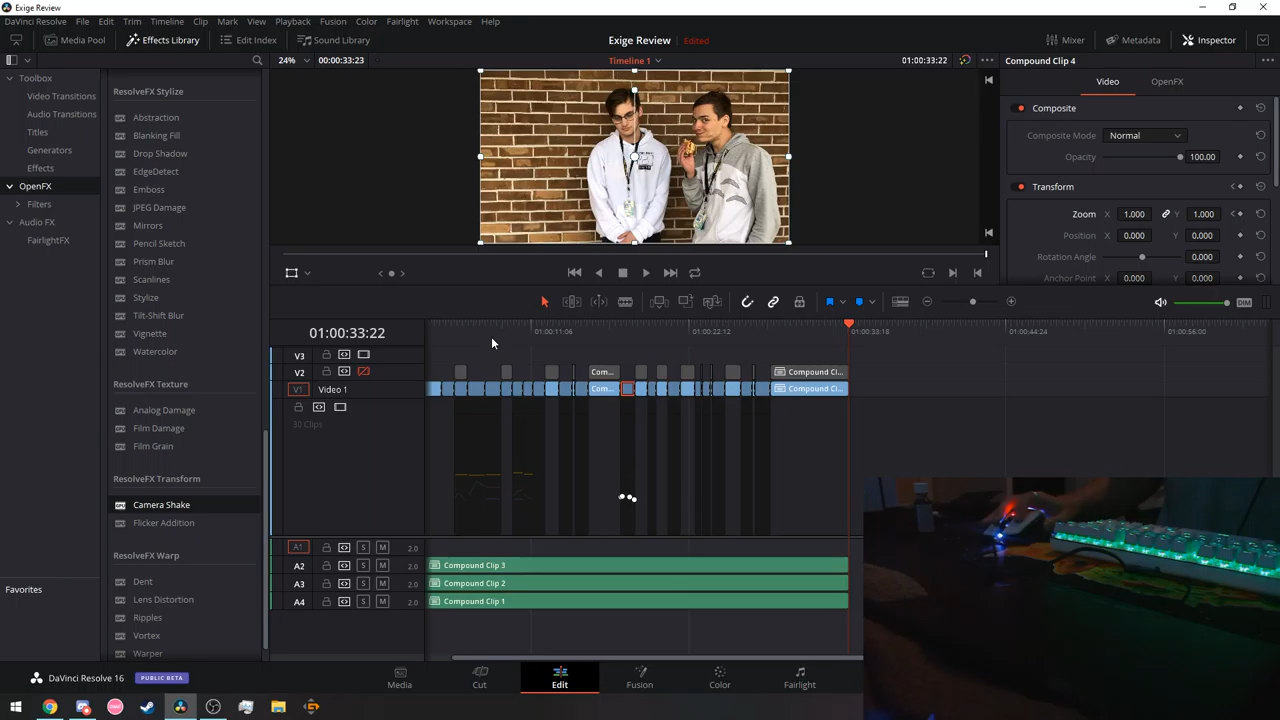 Exige Review
DaVinci Resolve File Edit Trim Timeline Clip Mark View Playback Fusion Color Fairlight Workspace Help
Media Pool Effects Library Edit Index Sound Library Exige Review Edited Mixer Metadata Inspector
24% 00:00:33:23 Timeline 1 01:00:33:22 Compound Clip 4
Toolbox
Video Transitions
Audio Transitions
Titles
Generators
Effects
OpenFX
Filters
Audio FX
FairlightFX
Favorites
ResolveFX Stylize
Abstraction
Blanking Fill
Drop Shadow
EdgeDetect
Emboss
JPEG Damage
Mirrors
Pencil Sketch
Prism Blur
Scanlines
Stylize
Tilt-Shift Blur
Vignette
Watercolor
ResolveFX Texture
Analog Damage
Film Damage
Film Grain
ResolveFX Transform
Camera Shake
Flicker Addition
ResolveFX Warp
Dent
Lens Distortion
Ripples
Vortex
Warper
Video OpenFX
Composite
Composite Mode Normal
Opacity 100.00
Transform
Zoom X 1.000 Y 1.000
Position X 0.000 Y 0.000
Rotation Angle 0.000
Anchor Point X 0.000 Y 0.000
DIM
01:00:33:22
01:00:11:06 01:00:22:12 01:00:33:18 01:00:44:24 01:00:56:00
V3
V2 Com... Compound Cl...
V1 Video 1 Com... Compound Cl...
30 Clips
A1 S M 2.0
A2 S M 2.0 Compound Clip 3
A3 S M 2.0 Compound Clip 2
A4 S M 2.0 Compound Clip 1
DaVinci Resolve 16 PUBLIC BETA
Media Cut Edit Fusion Color Fairlight